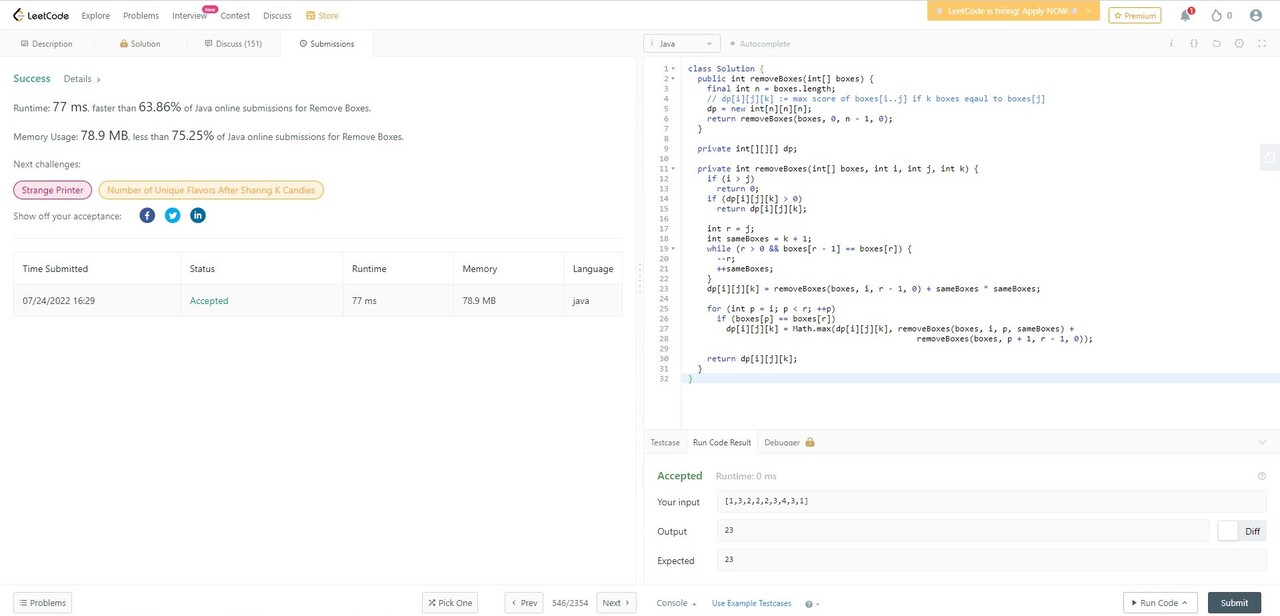 LeetCode Explore Problems Interview New Contest Discuss Store LeetCode is hiring! Apply NOW. × Premium 1 0
Description Solution Discuss (151) Submissions
Success Details >
Runtime: 77 ms, faster than 63.86% of Java online submissions for Remove Boxes.
Memory Usage: 78.9 MB, less than 75.25% of Java online submissions for Remove Boxes.
Next challenges:
Strange Printer Number of Unique Flavors After Sharing K Candies
Show off your acceptance:
Time Submitted Status Runtime Memory Language
07/24/2022 16:29 Accepted 77 ms 78.9 MB java
Problems Pick One < Prev 546/2354 Next >
i Java Autocomplete i {}
1 class Solution {
2 public int removeBoxes(int[] boxes) {
3 final int n = boxes.length;
4 // dp[i][j][k] := max score of boxes[i..j] if k boxes eqaul to boxes[j]
5 dp = new int[n][n][n];
6 return removeBoxes(boxes, 0, n - 1, 0);
7 }
8
9 private int[][][] dp;
10
11 private int removeBoxes(int[] boxes, int i, int j, int k) {
12 if (i > j)
13 return 0;
14 if (dp[i][j][k] > 0)
15 return dp[i][j][k];
16
17 int r = j;
18 int sameBoxes = k + 1;
19 while (r > 0 && boxes[r - 1] == boxes[r]) {
20 --r;
21 ++sameBoxes;
22 }
23 dp[i][j][k] = removeBoxes(boxes, i, r - 1, 0) + sameBoxes * sameBoxes;
24
25 for (int p = i; p < r; ++p)
26 if (boxes[p] == boxes[r])
27 dp[i][j][k] = Math.max(dp[i][j][k], removeBoxes(boxes, i, p, sameBoxes) +
28 removeBoxes(boxes, p + 1, r - 1, 0));
29
30 return dp[i][j][k];
31 }
32 }
Testcase Run Code Result Debugger
Accepted Runtime: 0 ms
Your input [1,3,2,2,2,3,4,3,1]
Output 23 Diff
Expected 23
Console Use Example Testcases Run Code Submit